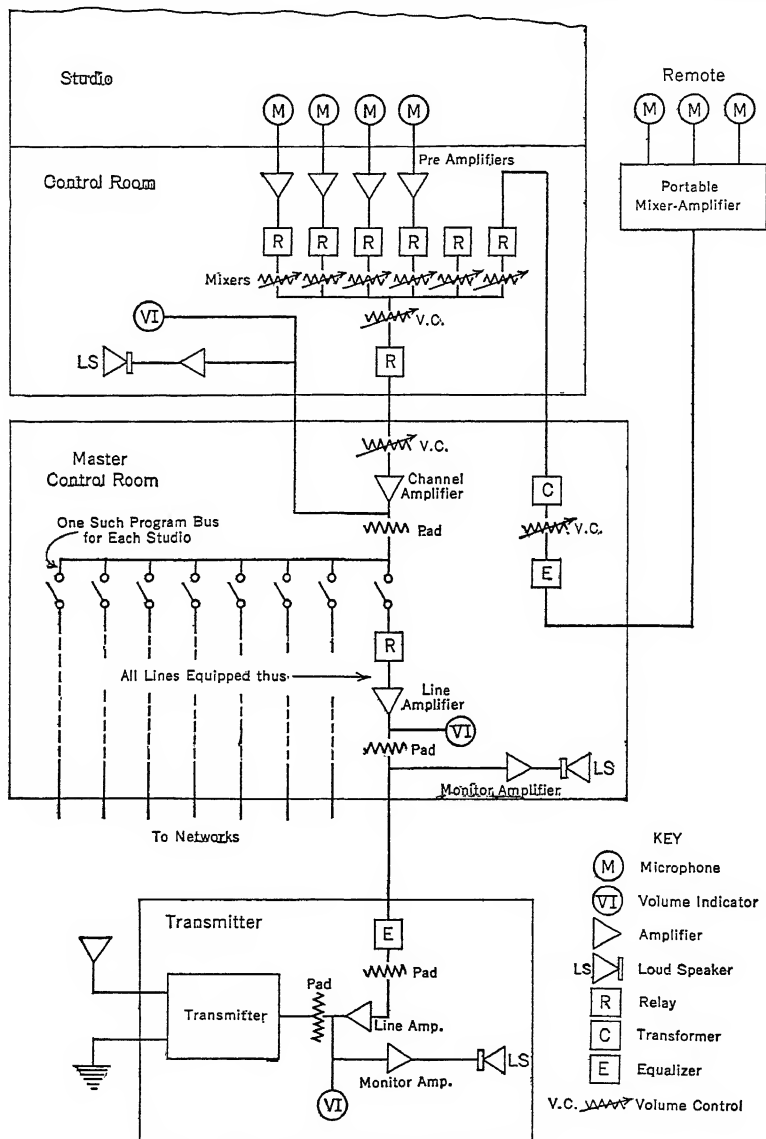 Studio
M M M M
Remote
M M M
Pre Amplifiers
Control Room
Portable
Mixer-Amplifier
R R R R R R
Mixers
VI
V.C.
LS
R
V.C.
Master
Control Room
Channel
Amplifier
C
One Such Program Bus
for Each Studio
Pad
V.C.
E
R
All Lines Equipped thus
Line
Amplifier
VI
Pad
LS
Monitor Amplifier
To Networks
KEY
M Microphone
VI Volume Indicator
Amplifier
LS Loud Speaker
R Relay
C Transformer
E Equalizer
V.C. Volume Control
Transmitter
E
Pad
Pad
Transmitter
Line Amp.
LS
Monitor Amp.
VI